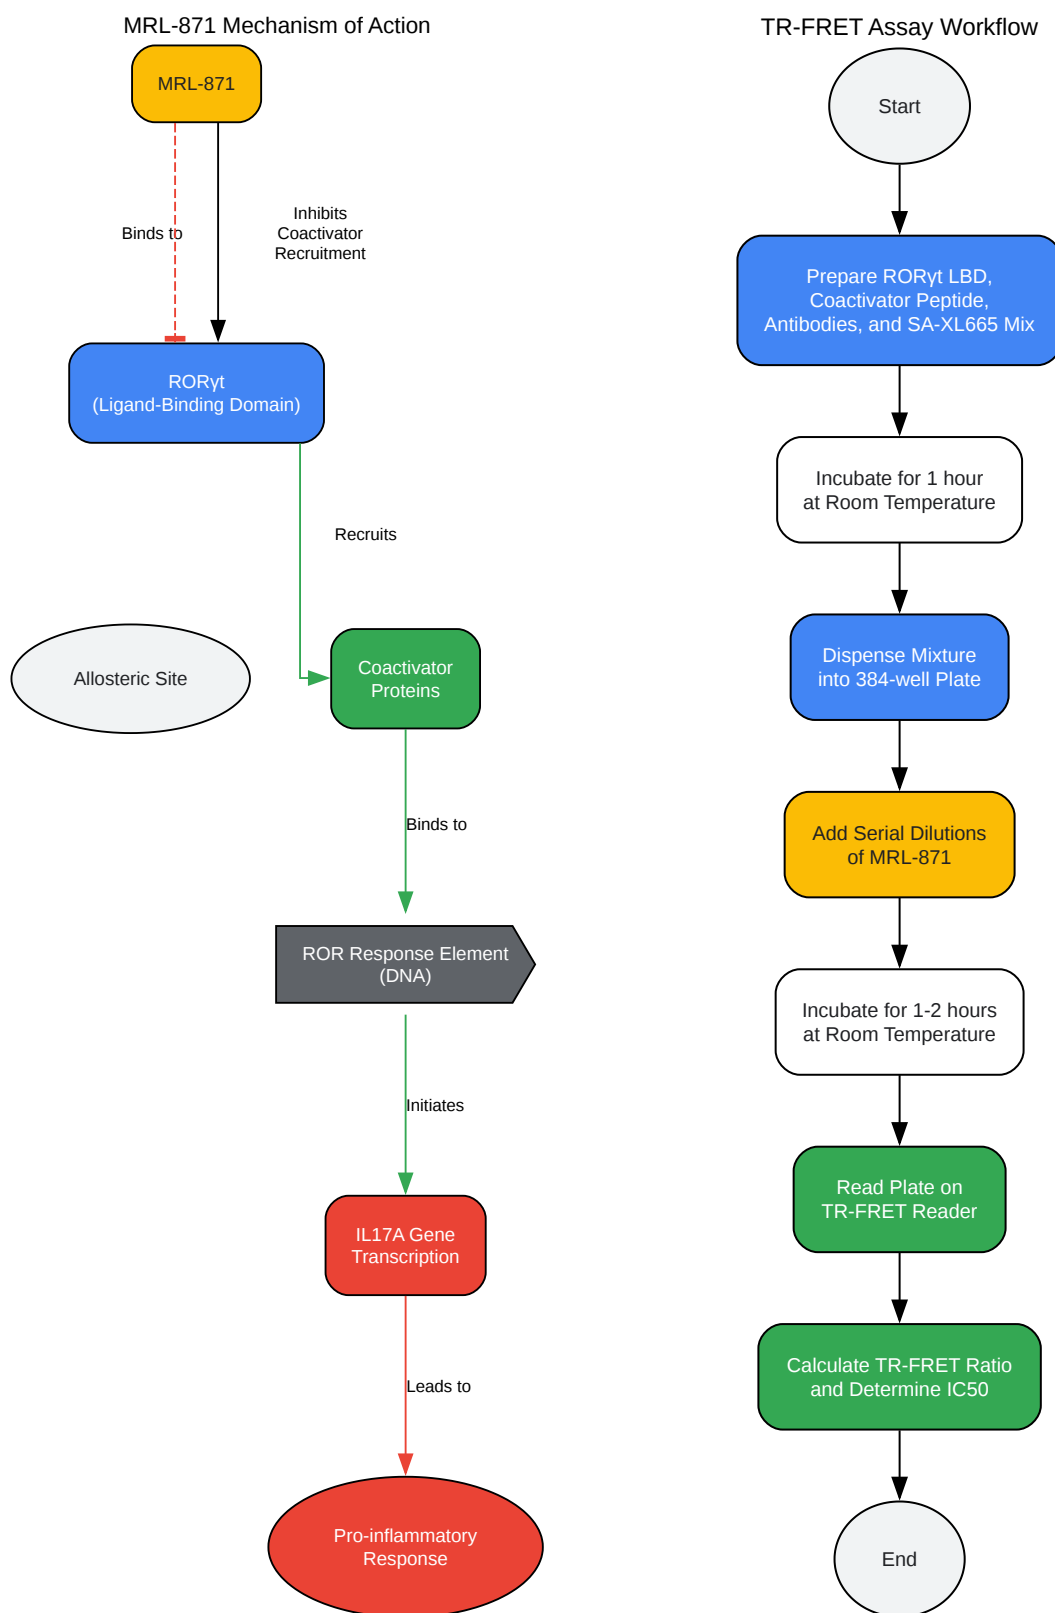 MRL-871 Mechanism of Action
MRL-871
Binds to
Inhibits
Coactivator
Recruitment
RORγt
(Ligand-Binding Domain)
Recruits
Allosteric Site
Coactivator
Proteins
Binds to
ROR Response Element
(DNA)
Initiates
IL17A Gene
Transcription
Leads to
Pro-inflammatory
Response
TR-FRET Assay Workflow
Start
Prepare RORγt LBD,
Coactivator Peptide,
Antibodies, and SA-XL665 Mix
Incubate for 1 hour
at Room Temperature
Dispense Mixture
into 384-well Plate
Add Serial Dilutions
of MRL-871
Incubate for 1-2 hours
at Room Temperature
Read Plate on
TR-FRET Reader
Calculate TR-FRET Ratio
and Determine IC50
End